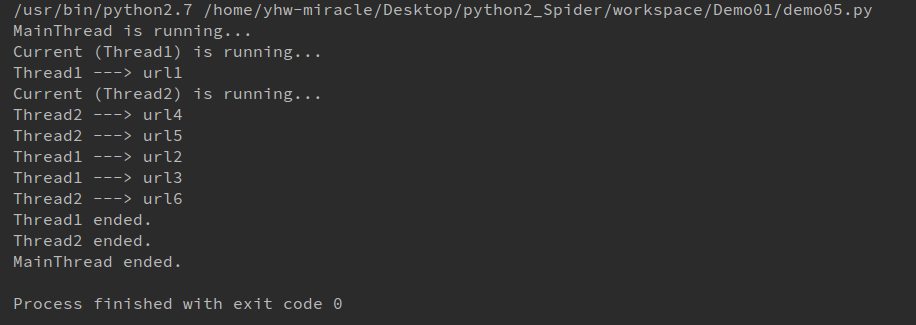 /usr/bin/python2.7 /home/yhw-miracle/Desktop/python2_Spider/workspace/Demo01/demo05.py
MainThread is running...
Current (Thread1) is running...
Thread1 ---> url1
Current (Thread2) is running...
Thread2 ---> url4
Thread2 ---> url5
Thread1 ---> url2
Thread1 ---> url3
Thread2 ---> url6
Thread1 ended.
Thread2 ended.
MainThread ended.
Process finished with exit code 0